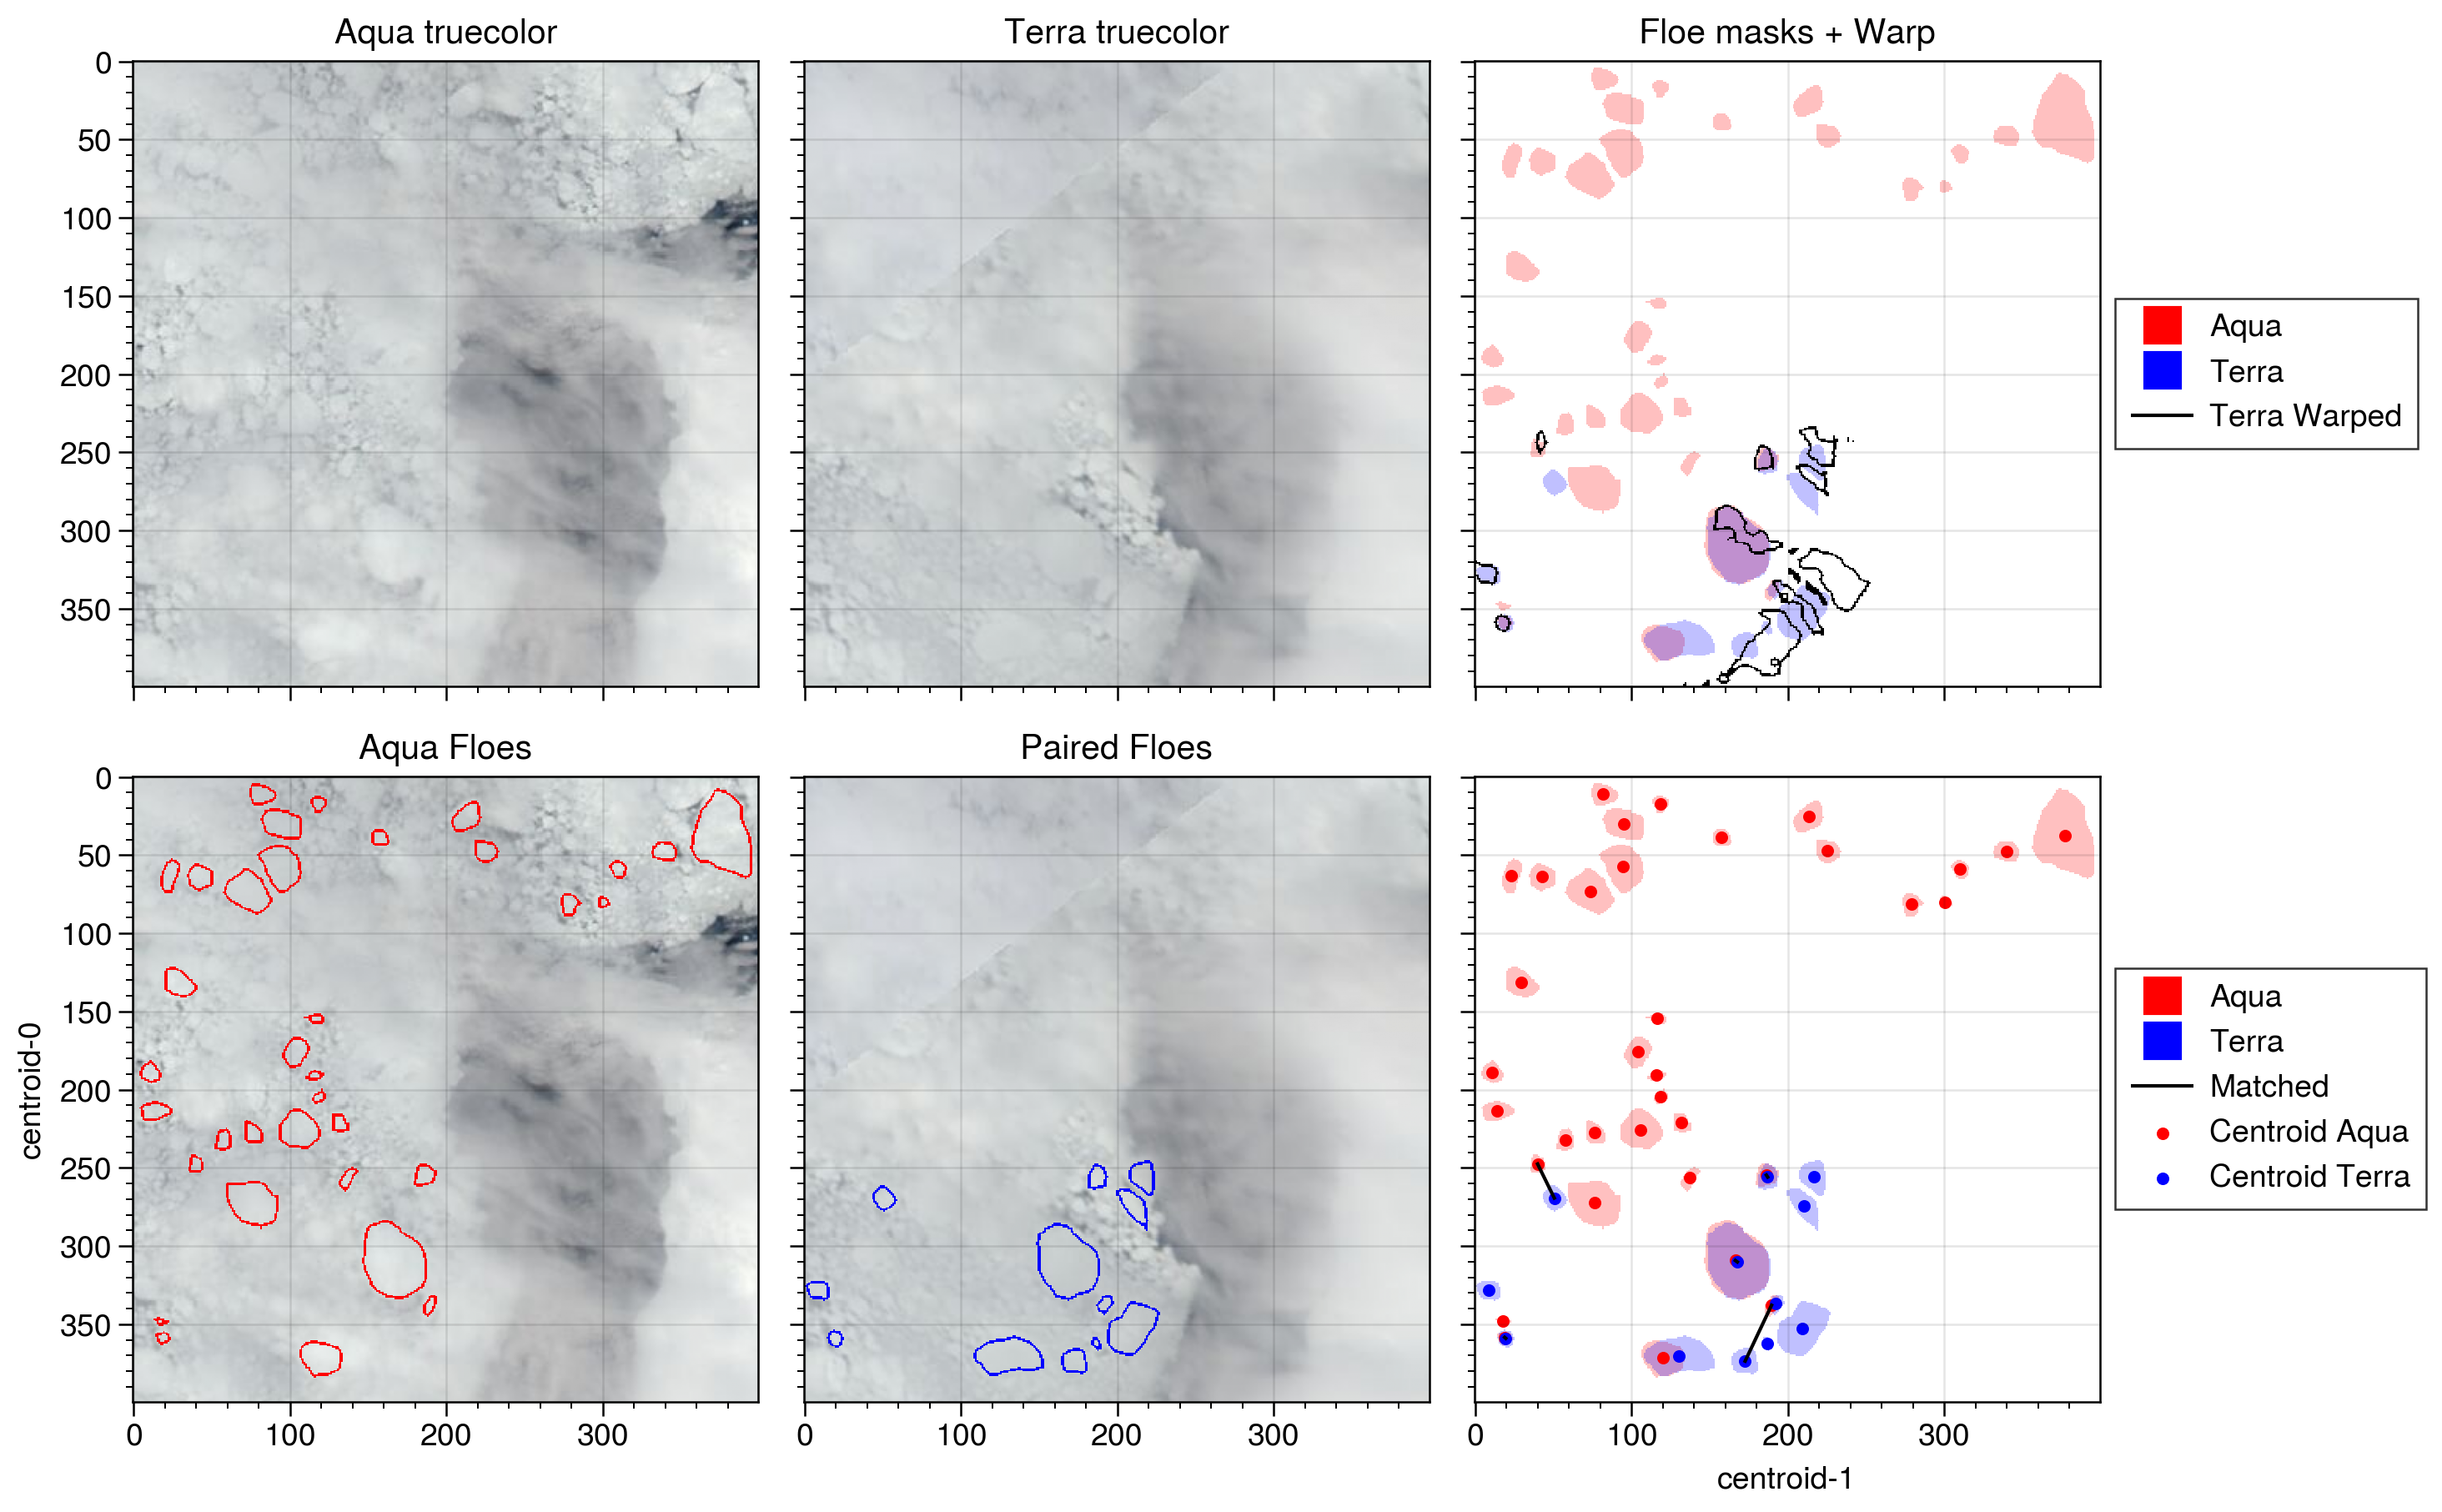 Aqua truecolor
Terra truecolor
Floe masks + Warp
0
50
100
150
200
250
300
350
Aqua
Terra
Terra Warped
Aqua Floes
Paired Floes
centroid-0
0
50
100
150
200
250
300
350
0
100
200
300
0
100
200
300
0
100
200
300
centroid-1
Aqua
Terra
Matched
Centroid Aqua
Centroid Terra